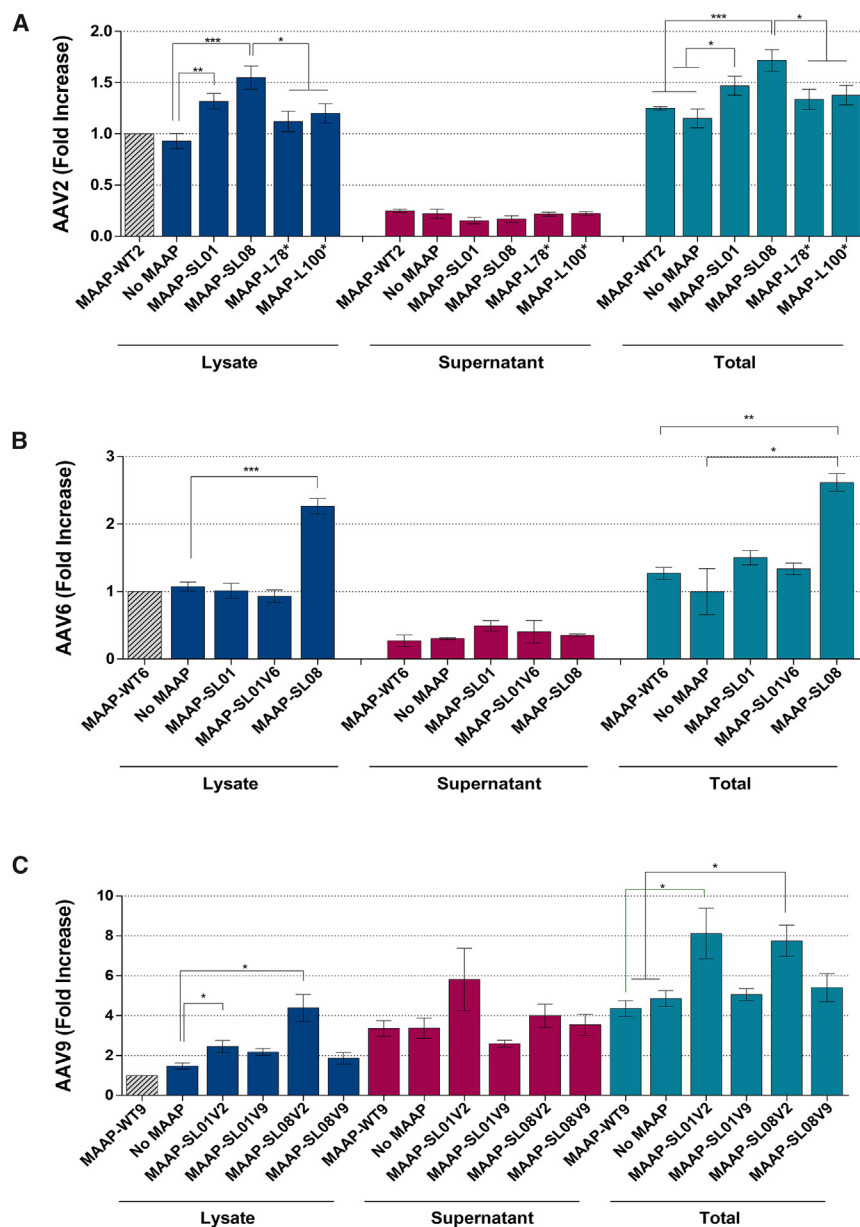 A
AAV2 (Fold Increase)
2.0
1.5
1.0
0.5
0.0
***
**
*
***
*
*
MAAP-WT2
No MAAP
MAAP-SL01
MAAP-SL08
MAAP-L78*
MAAP-L100*
MAAP-WT2
No MAAP
MAAP-SL01
MAAP-SL08
MAAP-L78*
MAAP-L100*
MAAP-WT2
No MAAP
MAAP-SL01
MAAP-SL08
MAAP-L78*
MAAP-L100*
Lysate
Supernatant
Total
B
AAV6 (Fold Increase)
3
2
1
0
***
**
*
MAAP-WT6
No MAAP
MAAP-SL01
MAAP-SL01V6
MAAP-SL08
MAAP-WT6
No MAAP
MAAP-SL01
MAAP-SL01V6
MAAP-SL08
MAAP-WT6
No MAAP
MAAP-SL01
MAAP-SL01V6
MAAP-SL08
Lysate
Supernatant
Total
C
AAV9 (Fold Increase)
10
8
6
4
2
0
*
*
*
*
MAAP-WT9
No MAAP
MAAP-SL01V2
MAAP-SL01V9
MAAP-SL08V2
MAAP-SL08V9
MAAP-WT9
No MAAP
MAAP-SL01V2
MAAP-SL01V9
MAAP-SL08V2
MAAP-SL08V9
MAAP-WT9
No MAAP
MAAP-SL01V2
MAAP-SL01V9
MAAP-SL08V2
MAAP-SL08V9
Lysate
Supernatant
Total